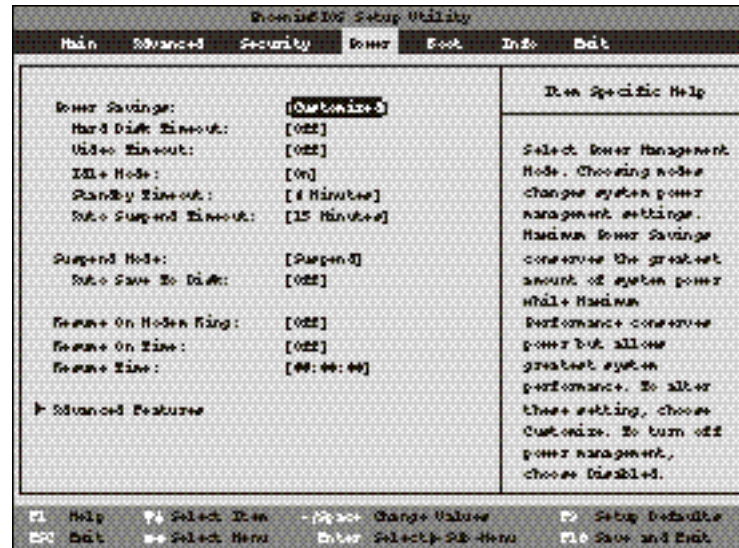 PhoenixBIOS Setup Utility
Main Advanced Security Power Boot Info Exit
Power Savings: [Customized]
Hard Disk Timeout: [Off]
Video Timeout: [Off]
Idle Mode: [On]
Standby Timeout: [4 Minutes]
Auto Suspend Timeout: [15 Minutes]
Suspend Mode: [Suspend]
Auto Save To Disk: [Off]
Resume On Modem Ring: [Off]
Resume On Time: [Off]
Resume Time: [00:00:00]
Advanced Features
Item Specific Help
Select Power Management
Mode. Choosing modes
changes system power
management settings.
Maximum Power Savings
conserves the greatest
amount of system power
while Maximum
Performance conserves
power but allows
greatest system
performance. To alter
these setting, choose
Customize. To turn off
power management,
choose Disabled.
F1 Help Select Item -/Space Change Values F9 Setup Defaults
ESC Exit Select Menu Enter Select Sub-Menu F10 Save and Exit